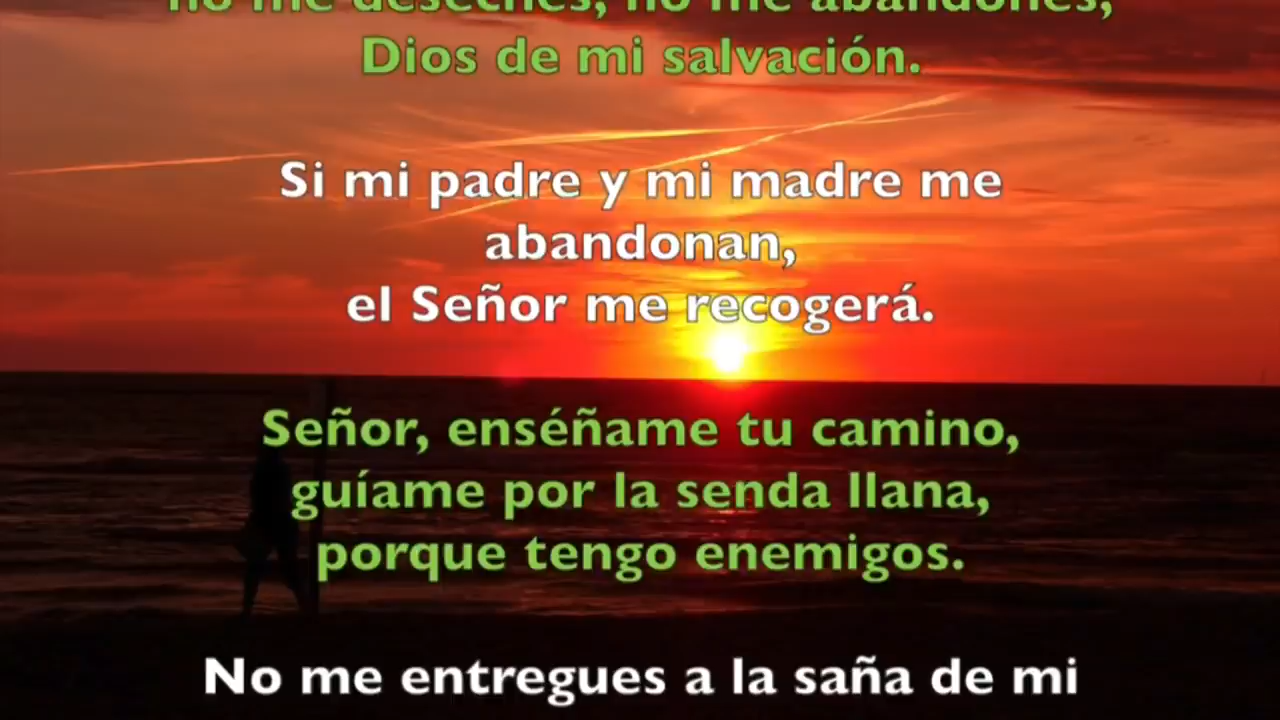 no me deseches, no me abandones,
Dios de mi salvación.
Si mi padre y mi madre me
abandonan,
el Señor me recogerá.
Señor, enséñame tu camino,
guíame por la senda llana,
porque tengo enemigos.
No me entregues a la saña de mi